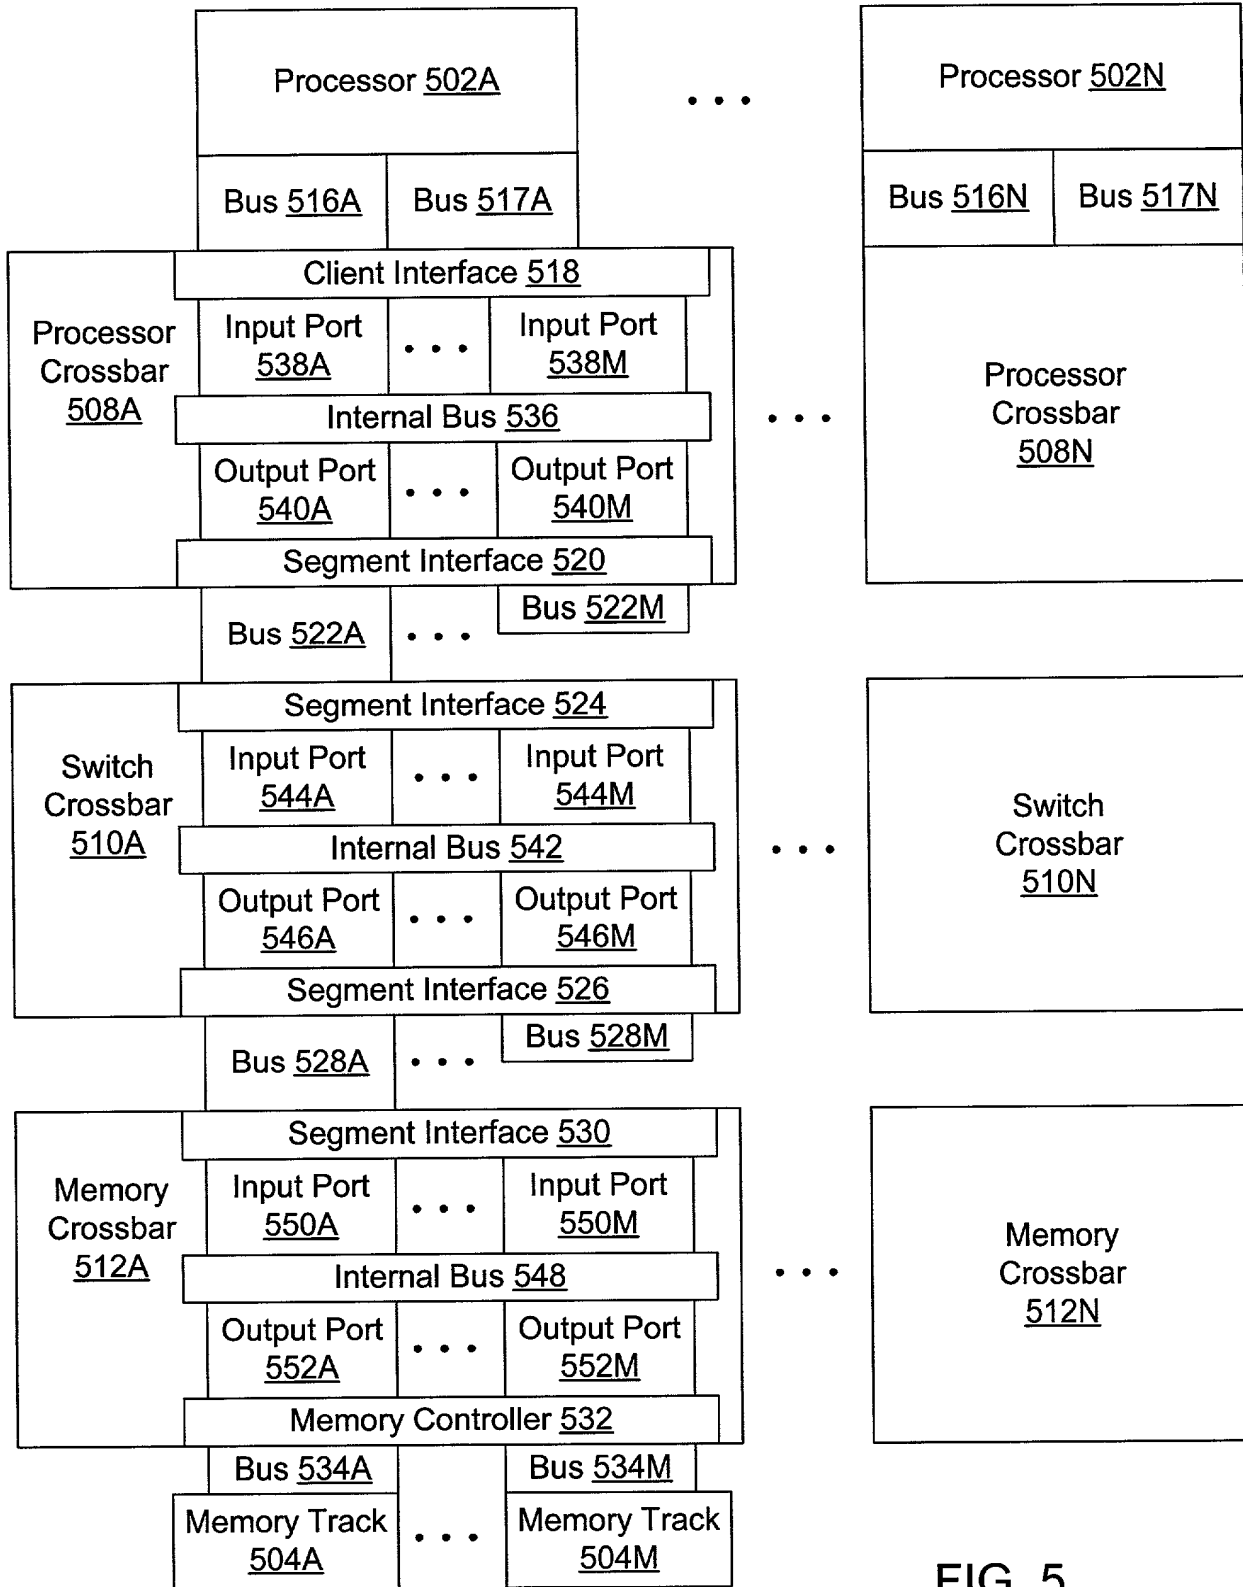 Processor 502A
Processor 502N
Bus 516A
Bus 517A
Bus 516N
Bus 517N
Client Interface 518
Processor
Crossbar
508A
Input Port
538A
Input Port
538M
Internal Bus 536
Output Port
540A
Output Port
540M
Segment Interface 520
Processor
Crossbar
508N
Bus 522A
Bus 522M
Segment Interface 524
Switch
Crossbar
510A
Input Port
544A
Input Port
544M
Internal Bus 542
Output Port
546A
Output Port
546M
Segment Interface 526
Switch
Crossbar
510N
Bus 528A
Bus 528M
Segment Interface 530
Memory
Crossbar
512A
Input Port
550A
Input Port
550M
Internal Bus 548
Output Port
552A
Output Port
552M
Memory Controller 532
Memory
Crossbar
512N
Bus 534A
Bus 534M
Memory Track
504A
Memory Track
504M
FIG. 5